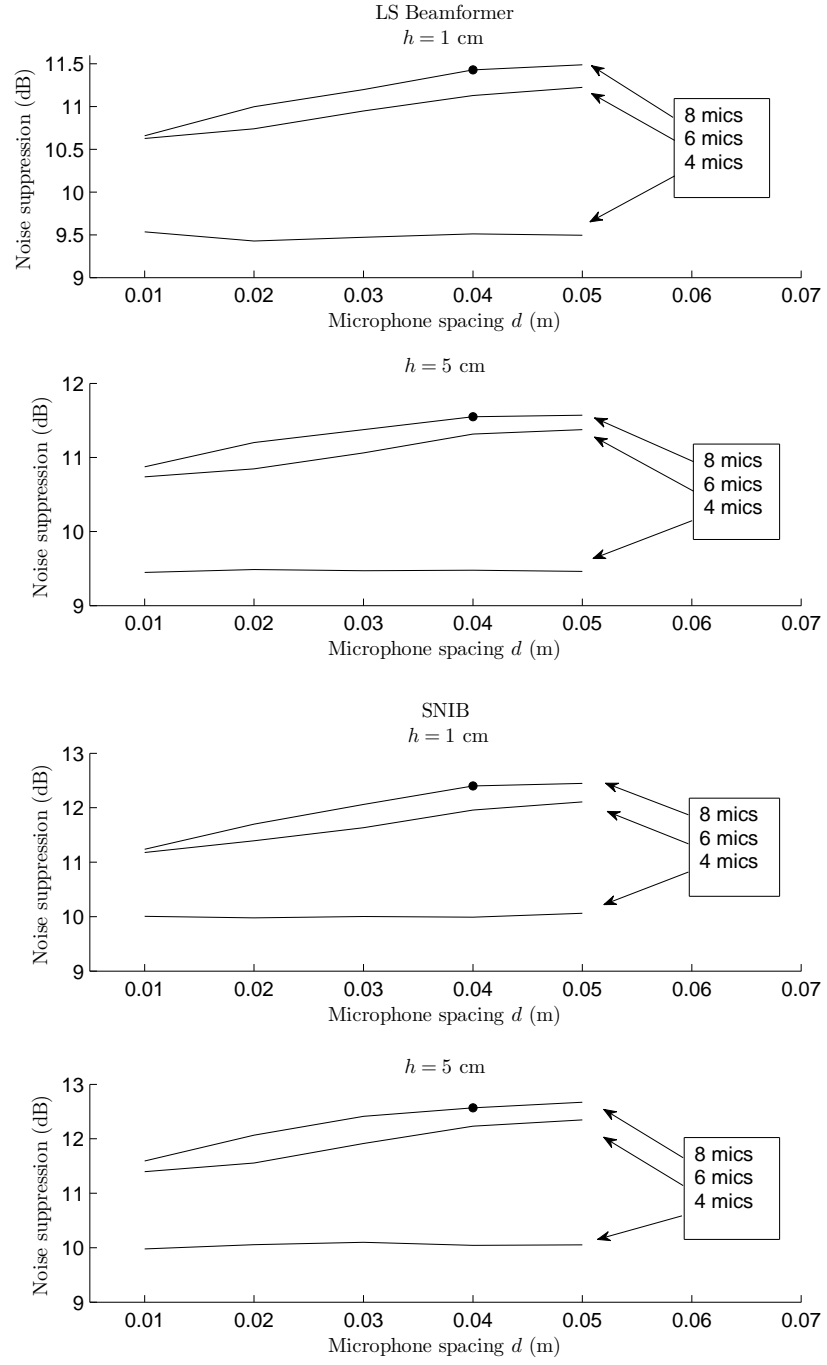 LS Beamformer
h = 1 cm
Noise suppression (dB)
11.5
11
10.5
10
9.5
9
8 mics
6 mics
4 mics
0.01 0.02 0.03 0.04 0.05 0.06 0.07
Microphone spacing d (m)
h = 5 cm
Noise suppression (dB)
12
11
10
9
8 mics
6 mics
4 mics
0.01 0.02 0.03 0.04 0.05 0.06 0.07
Microphone spacing d (m)
SNIB
h = 1 cm
Noise suppression (dB)
13
12
11
10
9
8 mics
6 mics
4 mics
0.01 0.02 0.03 0.04 0.05 0.06 0.07
Microphone spacing d (m)
h = 5 cm
Noise suppression (dB)
13
12
11
10
9
8 mics
6 mics
4 mics
0.01 0.02 0.03 0.04 0.05 0.06 0.07
Microphone spacing d (m)